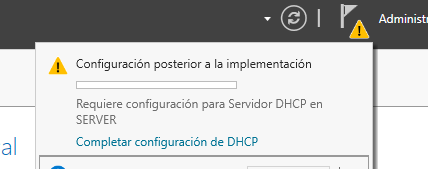 Administr
Configuración posterior a la implementación
Requiere configuración para Servidor DHCP en
SERVER
Completar configuración de DHCP
al